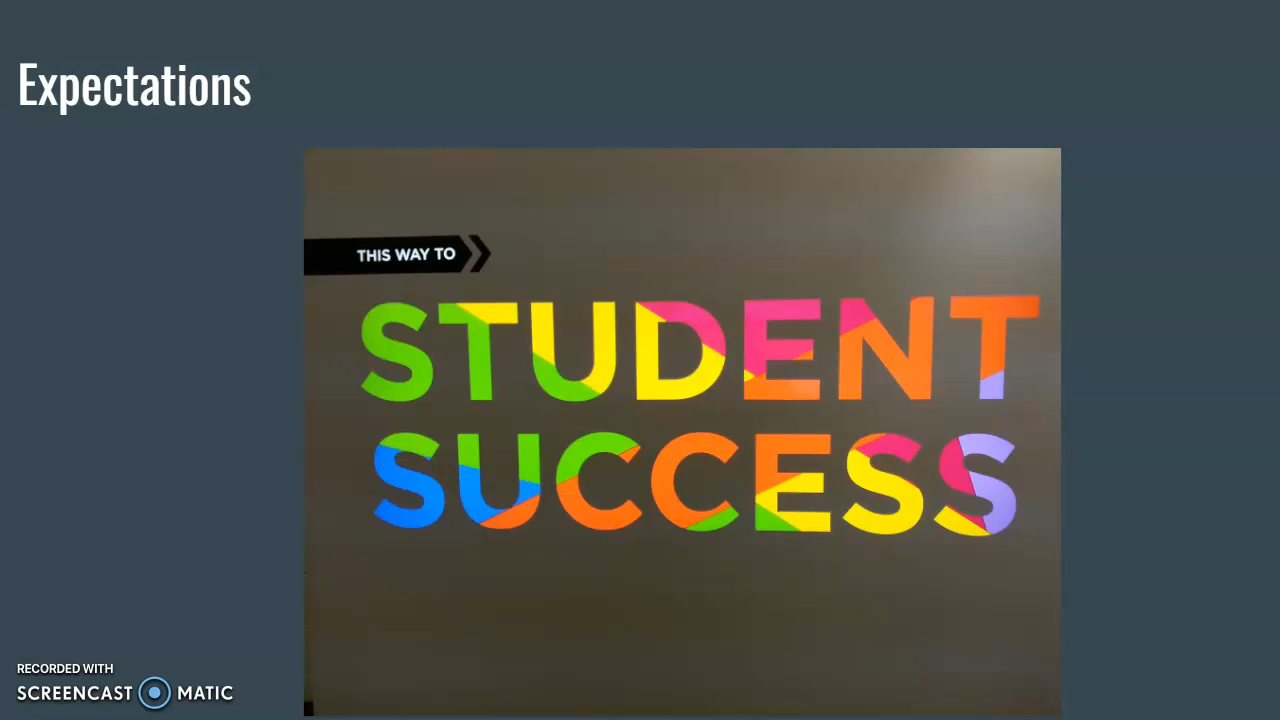 Expectations
THIS WAY TO
STUDENT
SUCCESS
RECORDED WITH
SCREENCAST MATIC